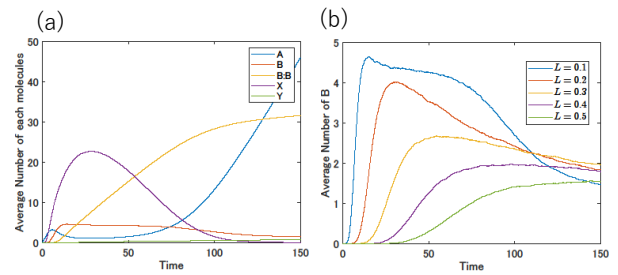 (a)
50
40
30
20
10
0
0
50
100
150
Time
Average Number of each molecules
A
B
B:B
X
Y
(b)
5
4
3
2
1
0
0
50
100
150
Time
Average Number of B
L = 0.1
L = 0.2
L = 0.3
L = 0.4
L = 0.5